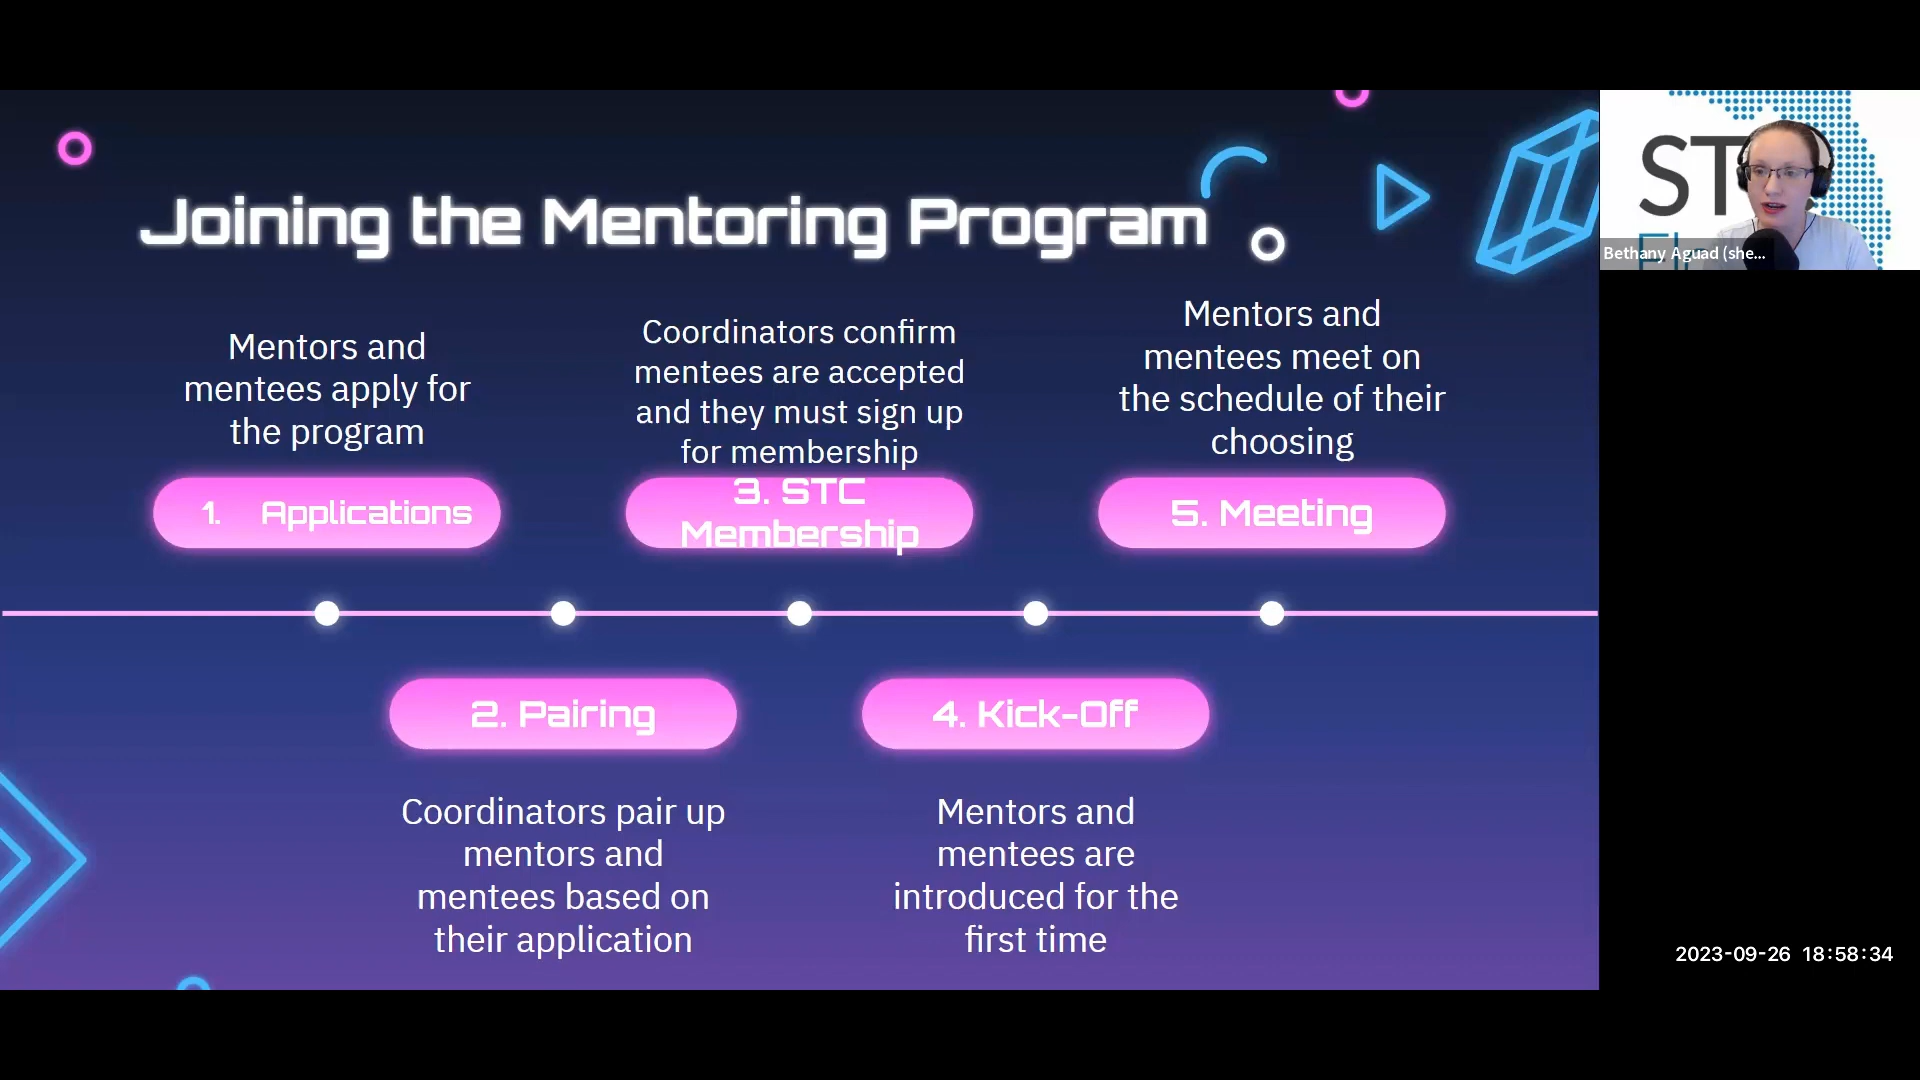 Joining the Mentoring Program
Mentors and
mentees apply for
the program
1. Applications
Coordinators pair up
mentors and
mentees based on
their application
2. Pairing
Coordinators confirm
mentees are accepted
and they must sign up
for membership
3. STC
Membership
4. Kick-Off
Mentors and
mentees are
introduced for the
first time
Mentors and
mentees meet on
the schedule of their
choosing
5. Meeting
ST
Bethany Aguad (she...
2023-09-26 18:58:34